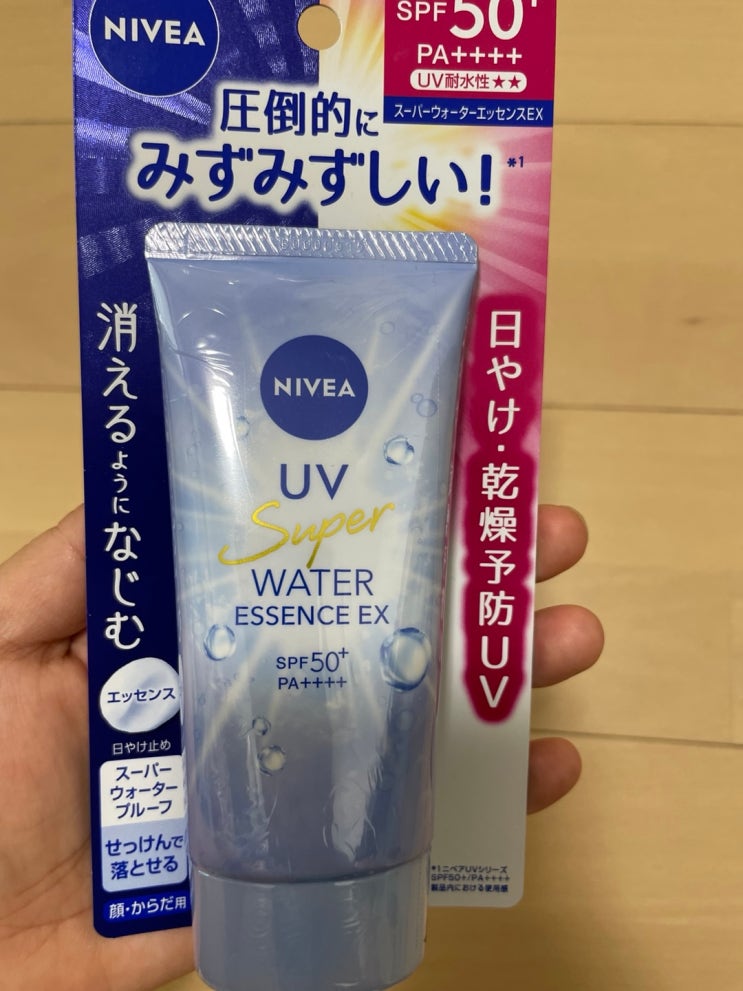 NIVEA
SPF50+
PA++++
UV耐水性★★
スーパーウォーターエッセンスEX
圧倒的に
みずみずしい!*1
消えるようになじむ
日やけ・乾燥予防UV
NIVEA
UV
Super
WATER
ESSENCE EX
SPF50+
PA++++
エッセンス
日やけ止め
スーパー
ウォーター
プルーフ
せっけんで
落とせる
顔・からだ用
*1ニベアUVシリーズ
SPF50+/PA++++
製品内における使用感